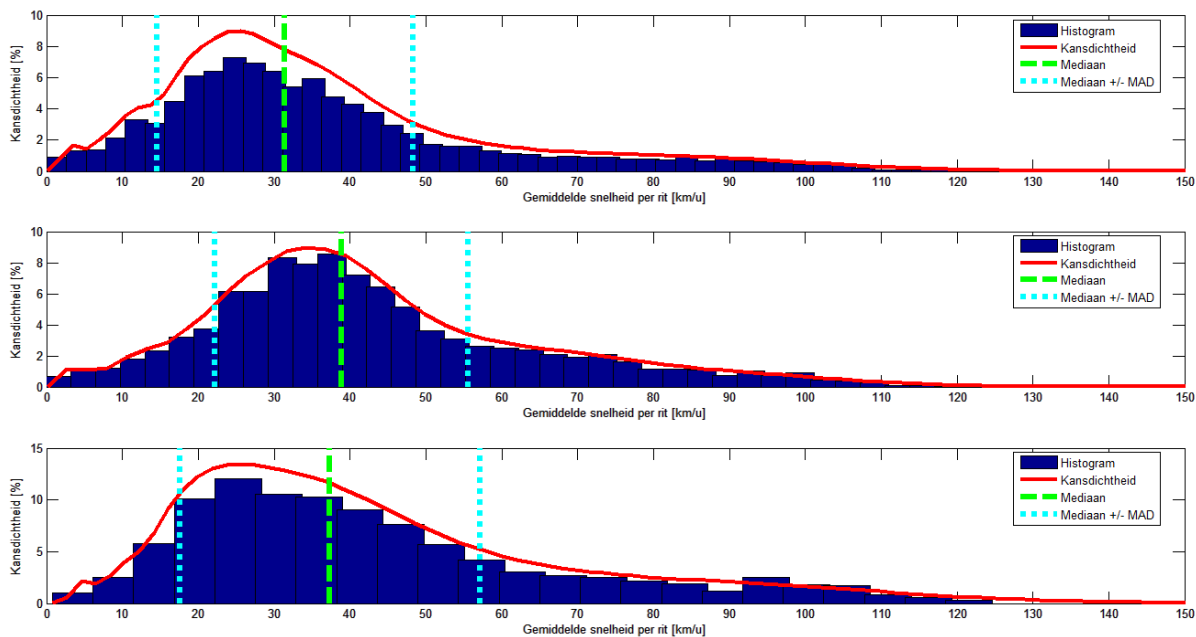 Kansdichtheid [%]
10
8
6
4
2
0
Histogram
Kansdichtheid
Mediaan
Mediaan +/- MAD
0 10 20 30 40 50 60 70 80 90 100 110 120 130 140 150
Gemiddelde snelheid per rit [km/u]
Kansdichtheid [%]
10
8
6
4
2
0
Histogram
Kansdichtheid
Mediaan
Mediaan +/- MAD
0 10 20 30 40 50 60 70 80 90 100 110 120 130 140 150
Gemiddelde snelheid per rit [km/u]
Kansdichtheid [%]
15
10
5
0
Histogram
Kansdichtheid
Mediaan
Mediaan +/- MAD
0 10 20 30 40 50 60 70 80 90 100 110 120 130 140 150
Gemiddelde snelheid per rit [km/u]